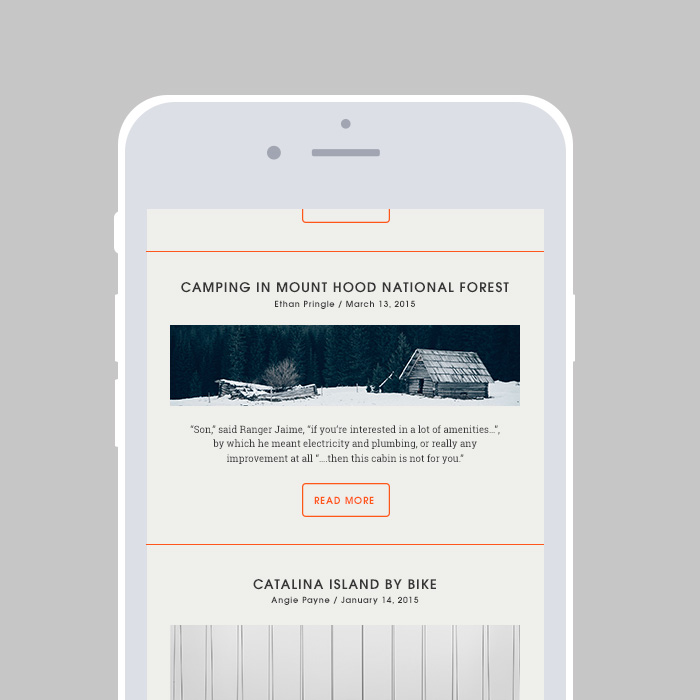 CAMPING IN MOUNT HOOD NATIONAL FOREST
Ethan Pringle / March 13, 2015
“Son,” said Ranger Jaime, “if you’re interested in a lot of amenities...”,
by which he meant electricity and plumbing, or really any
improvement at all “....then this cabin is not for you.”
READ MORE
CATALINA ISLAND BY BIKE
Angie Payne / January 14, 2015